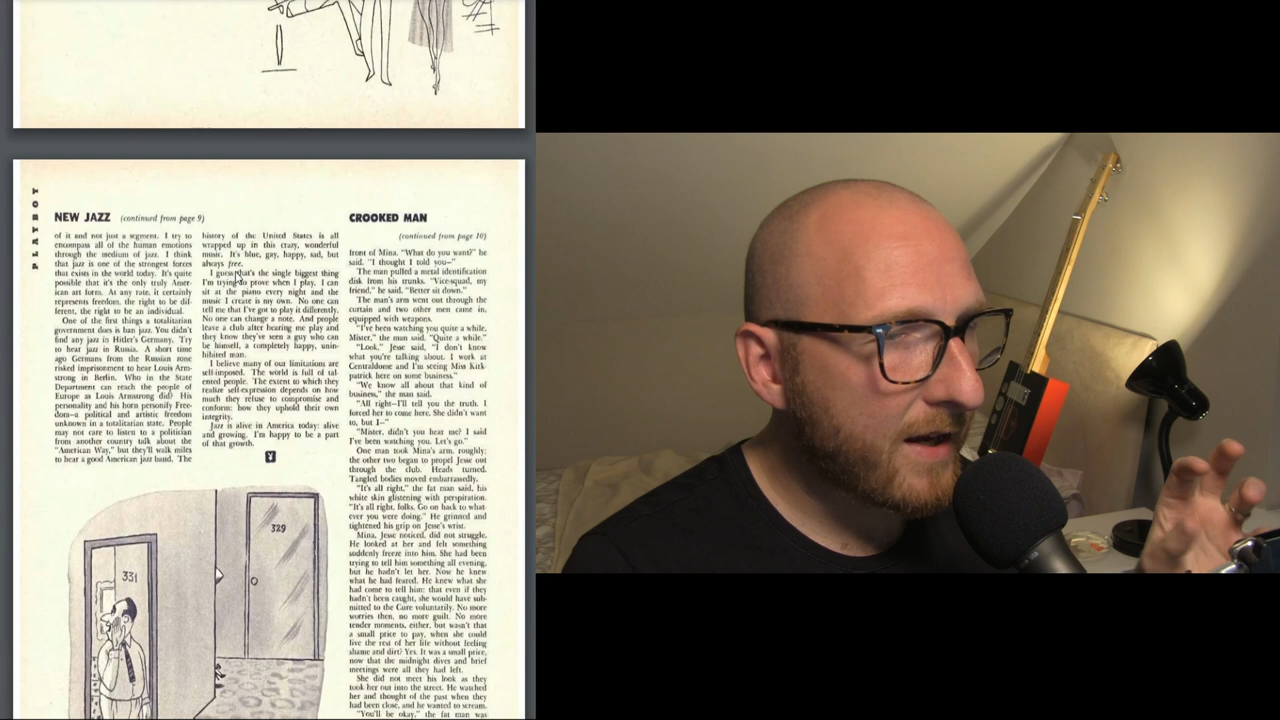 PLAYBOY
NEW JAZZ (continued from page 9)
of it and not just a segment. I try to
encompass all of the human emotions
through the medium of jazz. I think
that jazz is one of the strongest forces
that exists in the world today. It's quite
possible that it's the only truly Amer-
ican art form. At any rate, it certainly
represents freedom, the right to be dif-
ferent, the right to be an individual.
One of the first things a totalitarian
government does is ban jazz. You didn't
find any jazz in Hitler's Germany. Try
to hear jazz in Russia. A short time
ago Germans from the Russian zone
risked imprisonment to hear Louis Arm-
strong in Berlin. Who in the State
Department can reach the people of
Europe as Louis Armstrong did? His
personality and his horn personify Free-
dom—a political and artistic freedom
unknown in a totalitarian state. People
may not care to listen to a politician
from another country talk about the
"American Way," but they'll walk miles
to hear a good American jazz band. The
history of the United States is all
wrapped up in this crazy, wonderful
music. It's blue, gay, happy, sad, but
always free.
I guess that's the single biggest thing
I'm trying to prove when I play. I can
sit at the piano every night and the
music I create is my own. No one can
tell me that I've got to play it differently.
No one can change a note. And people
leave a club after hearing me play and
they know they've seen a guy who can
be himself, a completely happy, unin-
hibited man.
I believe many of our limitations are
self-imposed. The world is full of tal-
ented people. The extent to which they
realize self-expression depends on how
much they refuse to compromise and
conform: how they uphold their own
integrity.
Jazz is alive in America today: alive
and growing. I'm happy to be a part
of that growth.
CROOKED MAN
(continued from page 10)
front of Mina. "What do you want?" he
said. "I thought I told you—"
The man pulled a metal identification
disk from his trunks. "Vice-squad, my
friend," he said. "Better sit down."
The man's arm went out through the
curtain and two other men came in,
equipped with weapons.
"I've been watching you quite a while,
Mister," the man said. "Quite a while."
"Look," Jesse said, "I don't know
what you're talking about. I work at
Centraldome and I'm seeing Miss Kirk-
patrick here on some business."
"We know all about that kind of
business," the man said.
"All right—I'll tell you the truth. I
forced her to come here. She didn't want
to, but I—"
"Mister, didn't you hear me? I said
I've been watching you. Let's go."
One man took Mina's arm, roughly;
the other two began to propel Jesse out
through the club. Heads turned.
Tangled bodies moved embarrassedly.
"It's all right," the fat man said, his
white skin glistening with perspiration.
"It's all right, folks. Go on back to what-
ever you were doing." He grinned and
tightened his grip on Jesse's wrist.
Mina, Jesse noticed, did not struggle.
He looked at her and felt something
suddenly freeze into him. She had been
trying to tell him something all evening,
but he hadn't let her. Now he knew
what he had feared. He knew what she
had come to tell him: that even if they
hadn't been caught, she would have sub-
mitted to the Cure voluntarily. No more
worries then, no more guilt. No more
tender moments, either, but wasn't that
a small price to pay, when she could
live the rest of her life without feeling
shame and dirt? Yes. It was a small price,
now that the midnight dives and brief
meetings were all they had left.
She did not meet his look as they
took her out into the street. He watched
her and thought of the past when they
had been close, and he wanted to scream.
"You'll be okay," the fat man was
329
331